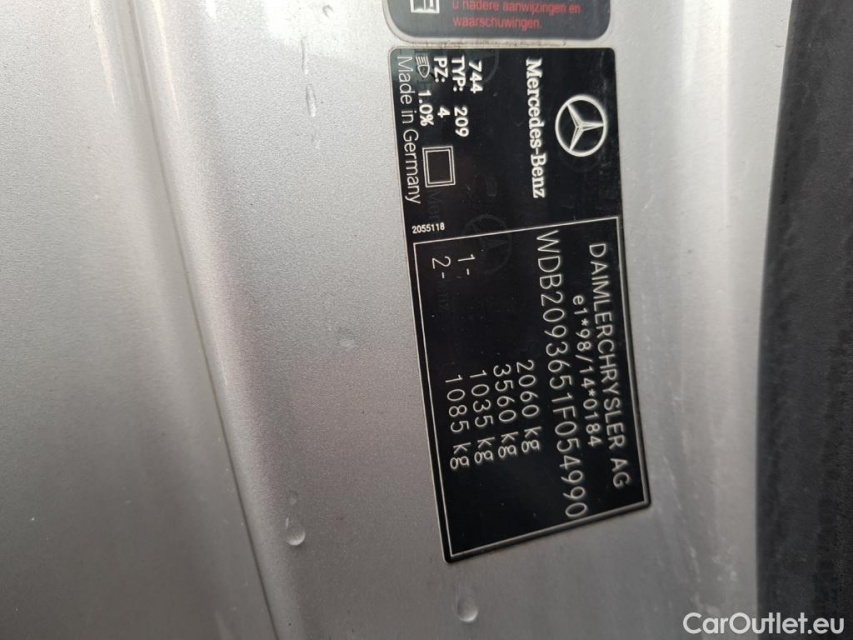 u nadere aanwijzingen en
waarschuwingen.
Mercedes-Benz
744
TYP: 209
PZ: 4
1.0%
Made in Germany
2055118
DAIMLERCHRYSLER AG
e1*98/14*0184
WDB2093651F054990
2060 kg
3560 kg
1- 1035 kg
2- 1085 kg
CarOutlet.eu